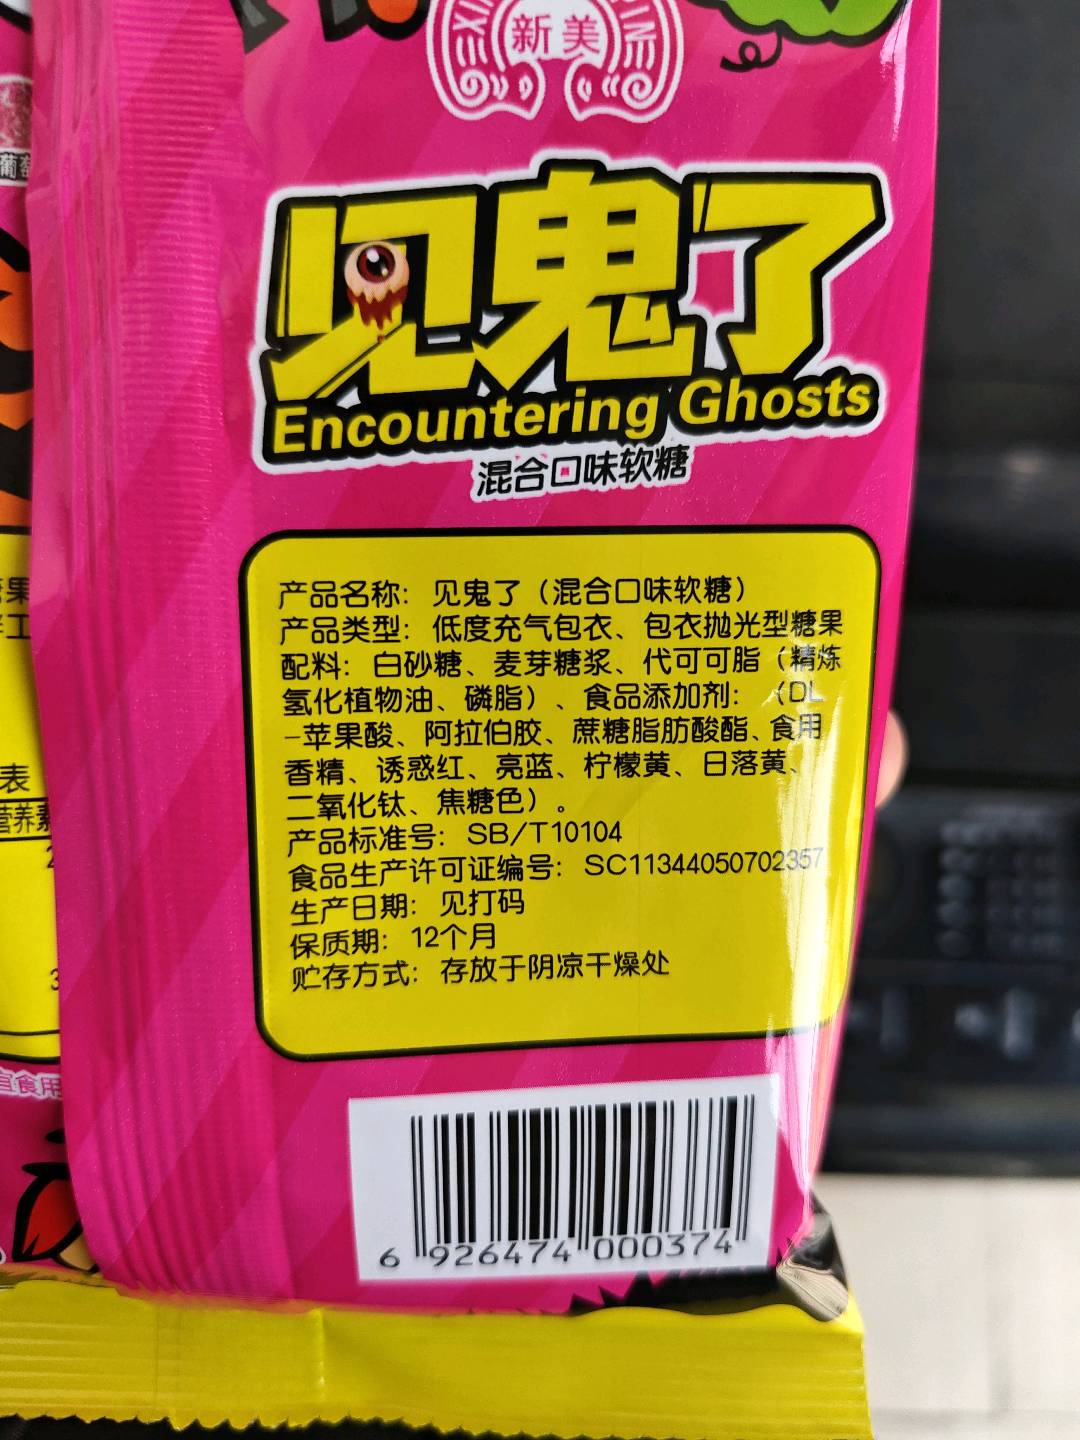 新美
见鬼了
Encountering Ghosts
混合口味软糖
产品名称：见鬼了（混合口味软糖）
产品类型：低度充气包衣、包衣抛光型糖果
配料：白砂糖、麦芽糖浆、代可可脂（精炼
氢化植物油、磷脂）、食品添加剂：（DL
-苹果酸、阿拉伯胶、蔗糖脂肪酸酯、食用
香精、诱惑红、亮蓝、柠檬黄、日落黄、
二氧化钛、焦糖色）。
产品标准号：SB/T10104
食品生产许可证编号：SC11344050702357
生产日期：见打码
保质期：12个月
贮存方式：存放于阴凉干燥处
6 926474 000374
表
营养素
宜食用